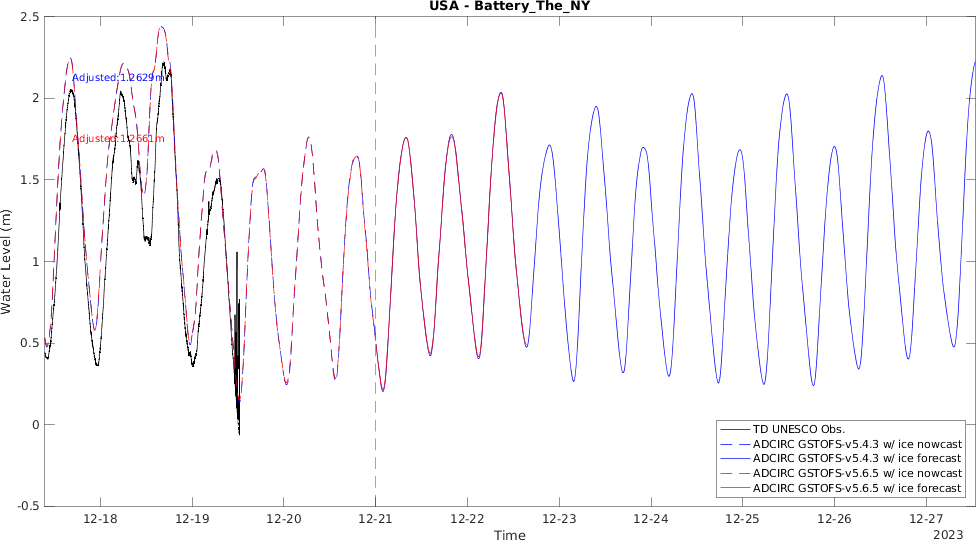 USA - Battery_The_NY
2.5
2
1.5
1
0.5
0
-0.5
Water Level (m)
Adjusted:1.2629m
Adjusted:1.2661m
TD UNESCO Obs.
ADCIRC GSTOFS-v5.4.3 w/ ice nowcast
ADCIRC GSTOFS-v5.4.3 w/ ice forecast
ADCIRC GSTOFS-v5.6.5 w/ ice nowcast
ADCIRC GSTOFS-v5.6.5 w/ ice forecast
12-18 12-19 12-20 12-21 12-22 12-23 12-24 12-25 12-26 12-27
Time
2023